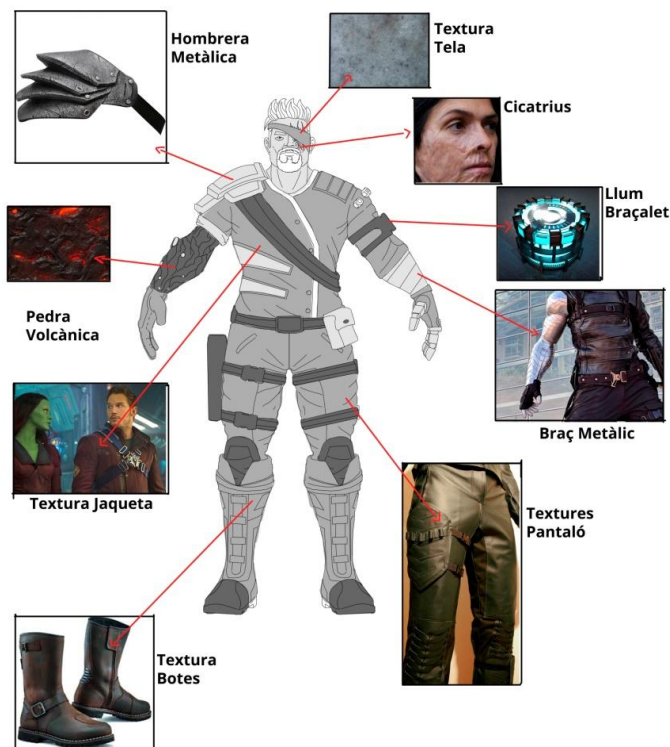 Hombrera
Metàlica
Textura
Tela
Cicatrius
Llum
Braçalet
Pedra
Volcànica
Braç Metàlic
Textura Jaqueta
Textures
Pantaló
Textura
Botes